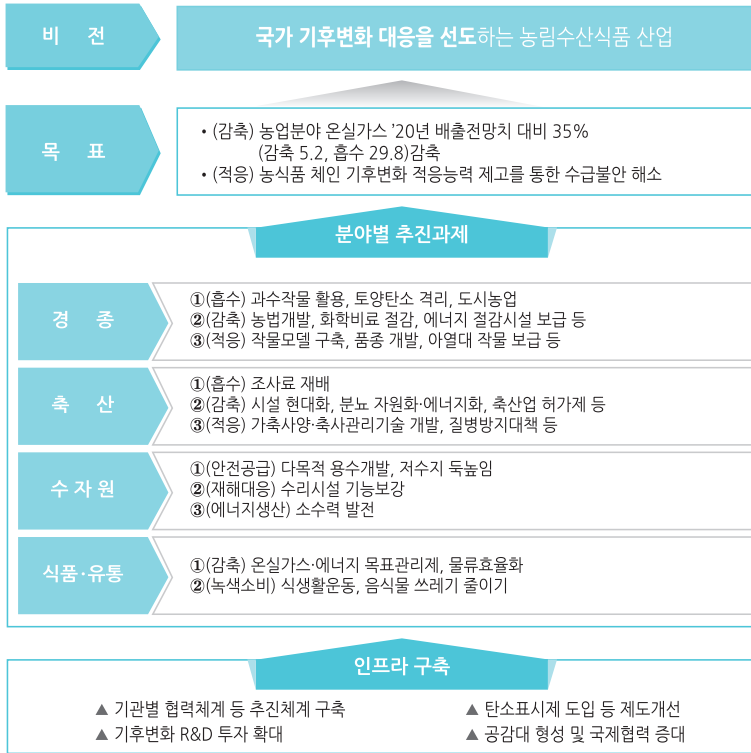 비 전
국가 기후변화 대응을 선도하는 농림수산식품 산업
목 표
• (감축) 농업분야 온실가스 ’20년 배출전망치 대비 35%
(감축 5.2, 흡수 29.8)감축
• (적응) 농식품 체인 기후변화 적응능력 제고를 통한 수급불안 해소
분야별 추진과제
경 종
①(흡수) 과수작물 활용, 토양탄소 격리, 도시농업
②(감축) 농법개발, 화학비료 절감, 에너지 절감시설 보급 등
③(적응) 작물모델 구축, 품종 개발, 아열대 작물 보급 등
축 산
①(흡수) 조사료 재배
②(감축) 시설 현대화, 분뇨 자원화·에너지화, 축산업 허가제 등
③(적응) 가축사양·축사관리기술 개발, 질병방지대책 등
수 자 원
①(안전공급) 다목적 용수개발, 저수지 둑높임
②(재해대응) 수리시설 기능보강
③(에너지생산) 소수력 발전
식품·유통
①(감축) 온실가스·에너지 목표관리제, 물류효율화
②(녹색소비) 식생활운동, 음식물 쓰레기 줄이기
인프라 구축
▲ 기관별 협력체계 등 추진체계 구축
▲ 기후변화 R&D 투자 확대
▲ 탄소표시제 도입 등 제도개선
▲ 공감대 형성 및 국제협력 증대